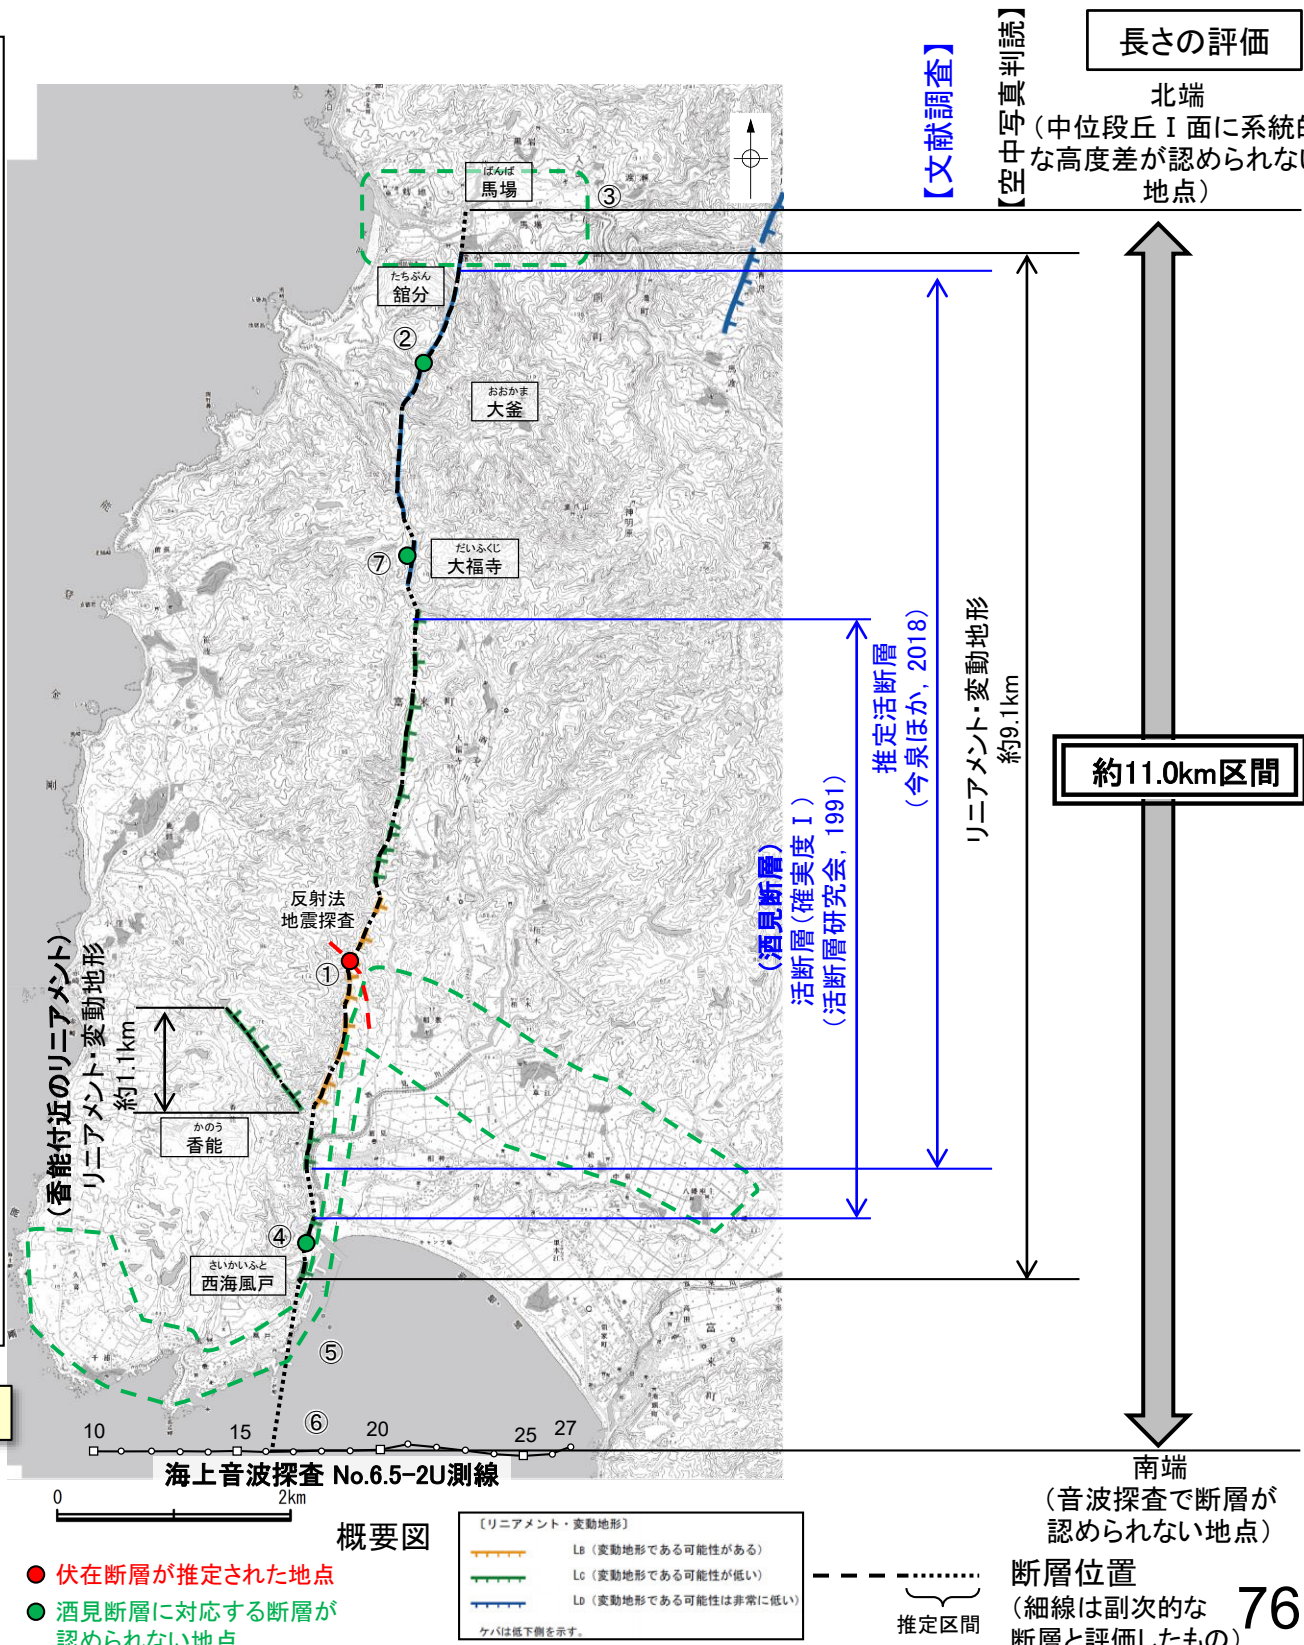 長さの評価
【文献調査】
【空中写真判読】
北端
（中位段丘Ⅰ面に系統的
な高度差が認められない
地点）
ばんば
馬場
③
たちぶん
舘分
②
おおかま
大釜
⑦
だいふくじ
大福寺
富来町
反射法
地震探査
①
（香能付近のリニアメント）
リニアメント・変動地形
約1.1km
かのう
香能
④
さいかいふと
西海風戸
⑤
⑥
（酒見断層）
活断層（確実度Ⅰ）
（活断層研究会, 1991）
推定活断層
（今泉ほか, 2018）
リニアメント・変動地形
約9.1km
約11.0km区間
10
15
20
25
27
海上音波探査 No.6.5-2U測線
南端
（音波探査で断層が
認められない地点）
0
2km
概要図
［リニアメント・変動地形］
LB（変動地形である可能性がある）
LC（変動地形である可能性が低い）
LD（変動地形である可能性は非常に低い）
ケバは低下側を示す。
伏在断層が推定された地点
酒見断層に対応する断層が
認められない地点
推定区間
断層位置
（細線は副次的な
断層と評価したもの）
76